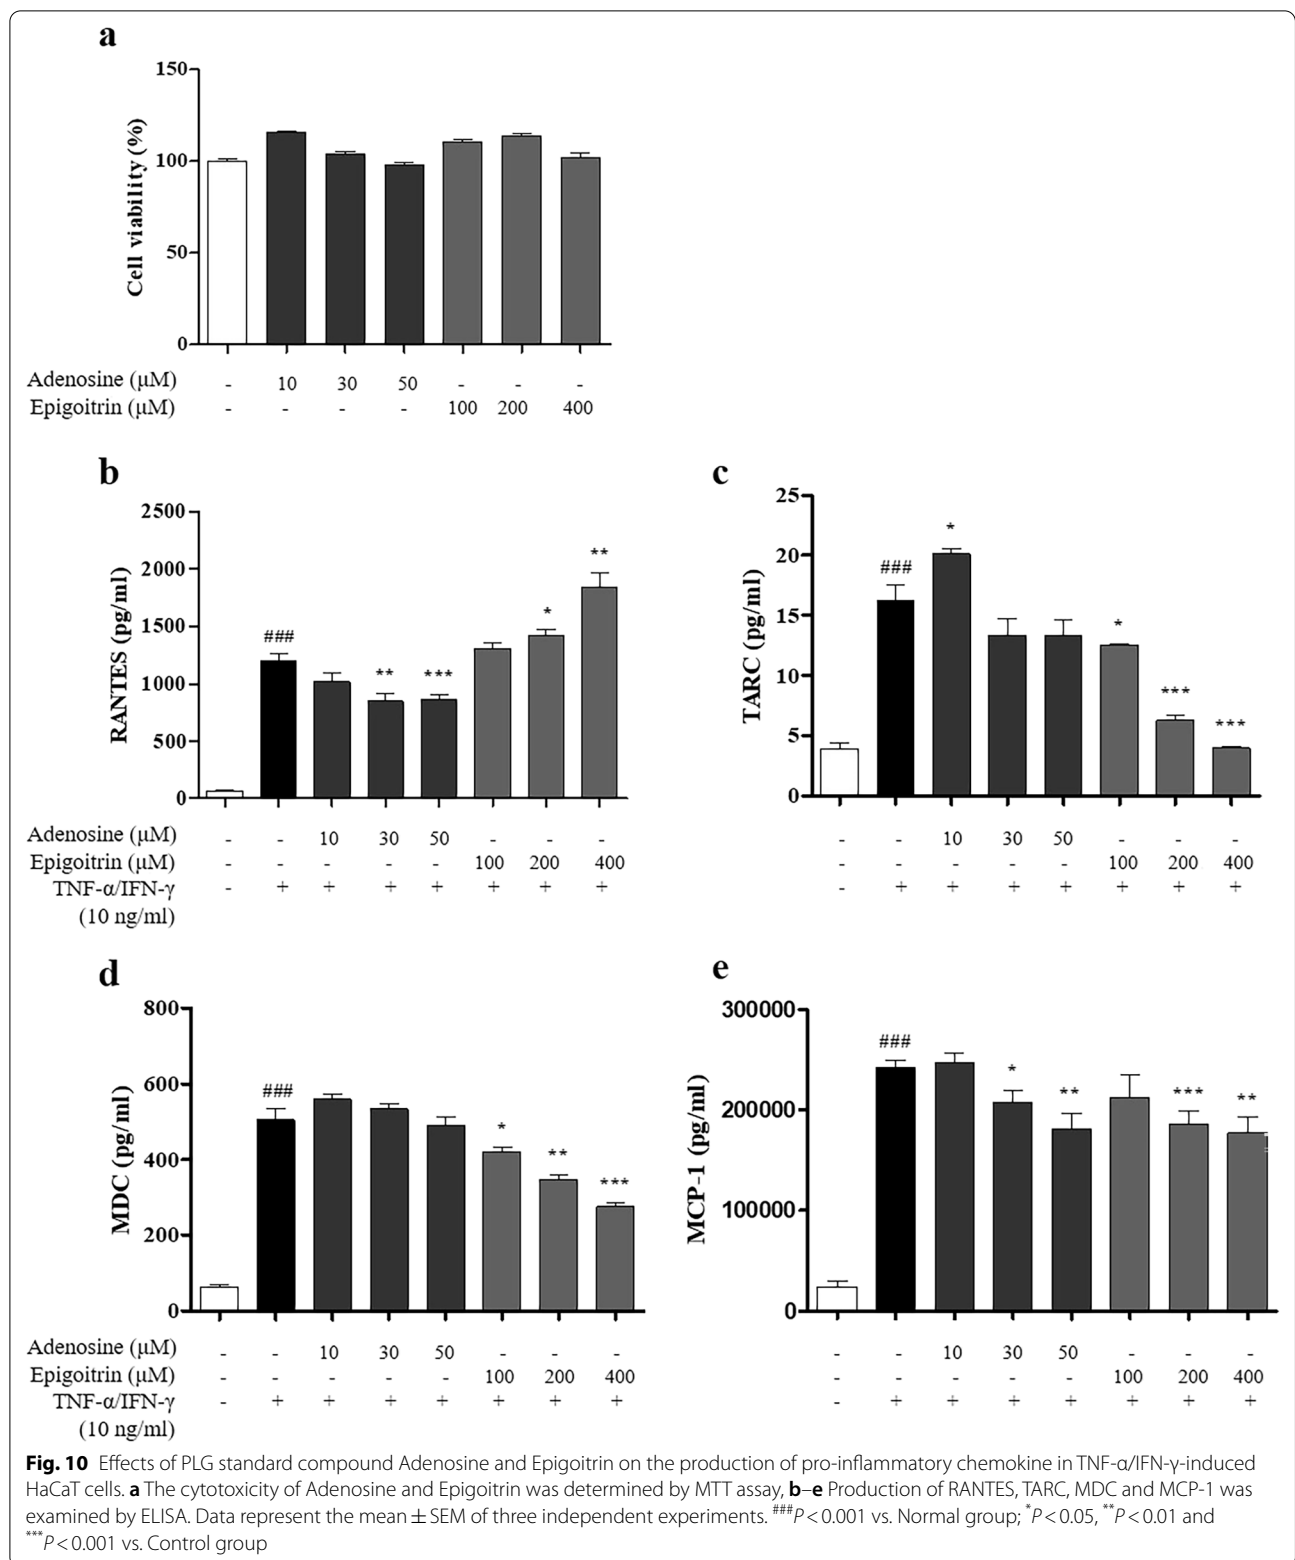 a
150
100
50
0
Cell viability (%)
Adenosine (μM) - 10 30 50 - - -
Epigoitrin (μM) - - - - 100 200 400
b
2500
2000
1500
1000
500
0
RANTES (pg/ml)
### ** *** * **
Adenosine (μM) - - 10 30 50 - - -
Epigoitrin (μM) - - - - - 100 200 400
TNF-α/IFN-γ - + + + + + + +
(10 ng/ml)
c
25
20
15
10
5
0
TARC (pg/ml)
### * * *** ***
- - 10 30 50 - - -
- - - - - 100 200 400
- + + + + + + +
d
800
600
400
200
0
MDC (pg/ml)
### * ** ***
Adenosine (μM) - - 10 30 50 - - -
Epigoitrin (μM) - - - - - 100 200 400
TNF-α/IFN-γ - + + + + + + +
(10 ng/ml)
e
300000
200000
100000
0
MCP-1 (pg/ml)
### * ** *** **
- - 10 30 50 - - -
- - - - - 100 200 400
- + + + + + + +
Fig. 10 Effects of PLG standard compound Adenosine and Epigoitrin on the production of pro-inflammatory chemokine in TNF-α/IFN-γ-induced
HaCaT cells. a The cytotoxicity of Adenosine and Epigoitrin was determined by MTT assay, b–e Production of RANTES, TARC, MDC and MCP-1 was
examined by ELISA. Data represent the mean ± SEM of three independent experiments. ###P < 0.001 vs. Normal group; *P < 0.05, **P < 0.01 and
***P < 0.001 vs. Control group